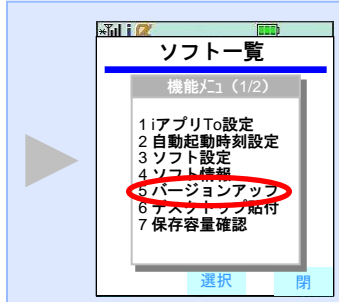 ソフト一覧
機能ﾒﾆｭ (1/2)
1 iアプリTo設定
2 自動起動時刻設定
3 ソフト設定
4 ソフト情報
5 バージョンアップ
6 デスクトップ貼付
7 保存容量確認
選択 閉